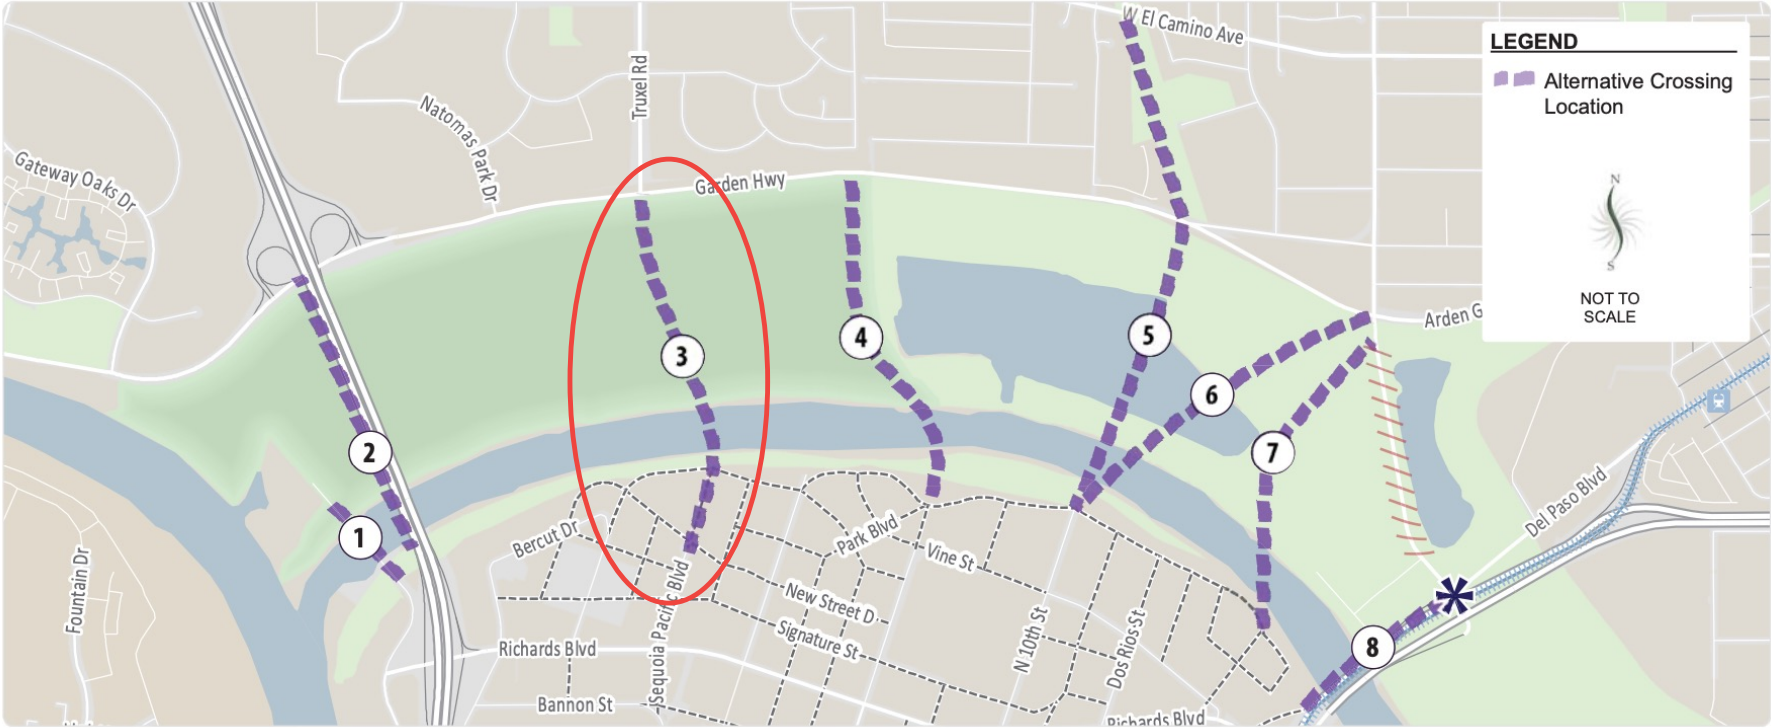 W El Camino Ave
LEGEND
Alternative Crossing
Location
N
S
NOT TO
SCALE
Truxel Rd
Natomas Park Dr
Gateway Oaks Dr
Garden Hwy
Arden G
1
2
3
4
5
6
7
8
Del Paso Blvd
Bercut Dr
Park Blvd
Vine St
Fountain Dr
Sequoia Pacific Blvd
New Street D
Signature St
N 10th St
Dos Rios St
Richards Blvd
Bannon St
Richards Blvd